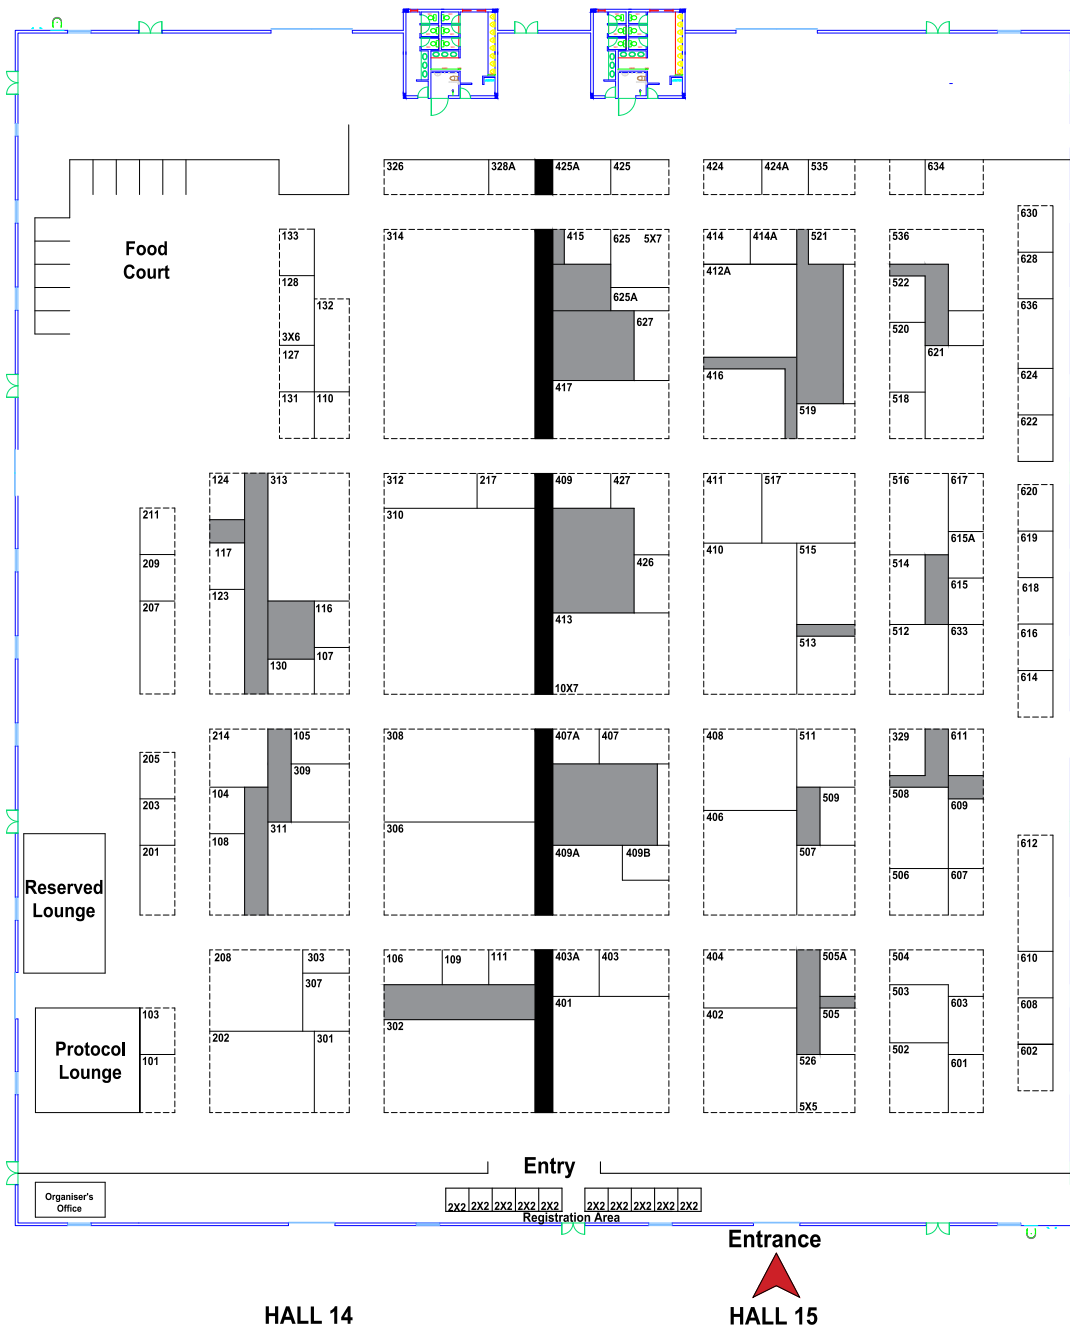 326 328A 425A 425 424 424A 535 634
630
133 314 415 625 5X7 414 414A 521 536
Food
Court
628
412A
128 522
625A
132 636
3X6 627 520
127 621
416 624
417
131 110 519 518
622
124 313 312 217 409 427 411 517 516 617
620
211 310
615A 619
117 410 515
209 426 514
123 615 618
207 116 413 512 633 616
513
107
130 614
10X7
214 105 308 407A 407 408 511 329 611
205
309
104 509 508
203 609
311 306 406
108 612
201 409A 409B 507
506 607
Reserved
Lounge
208 303 106 109 111 403A 403 404 505A 504
610
307 503
401 603 608
103 402 505
302
202 301
Protocol
Lounge
502 602
101 526 601
5X5
Entry
Organiser's
Office
2X2 2X2 2X2 2X2 2X2 2X2 2X2 2X2 2X2 2X2
Registration Area
Entrance
HALL 14 HALL 15